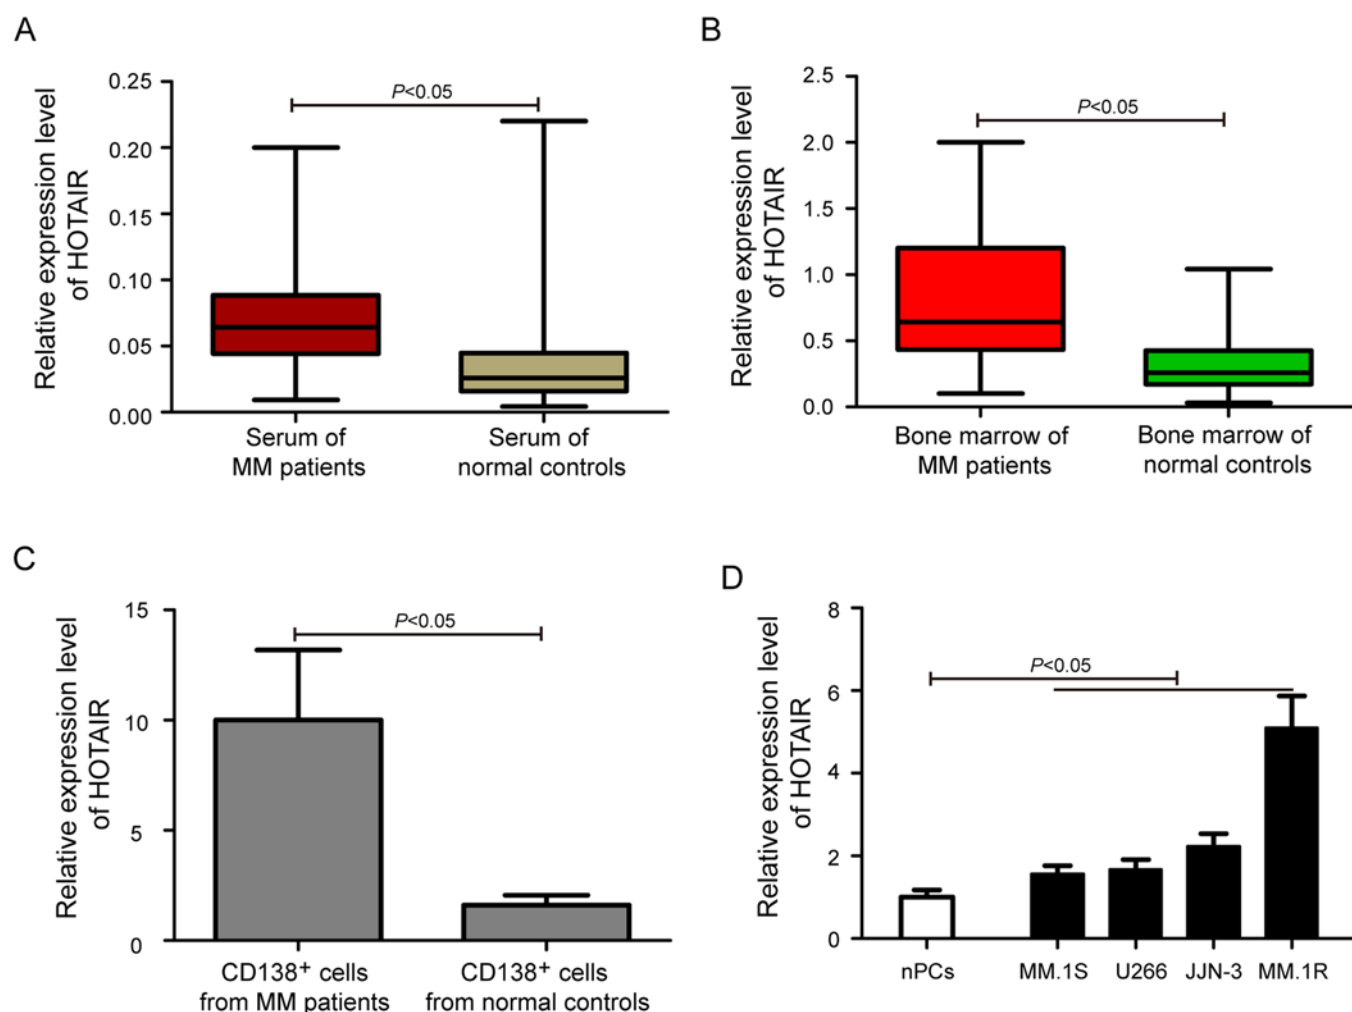 A
Relative expression level
of HOTAIR
0.25
0.20
0.15
0.10
0.05
0.00
P<0.05
Serum of
MM patients
Serum of
normal controls
B
Relative expression level
of HOTAIR
2.5
2.0
1.5
1.0
0.5
0.0
P<0.05
Bone marrow of
MM patients
Bone marrow of
normal controls
C
Relative expression level
of HOTAIR
15
10
5
0
P<0.05
CD138+ cells
from MM patients
CD138+ cells
from normal controls
D
Relative expression level
of HOTAIR
8
6
4
2
0
P<0.05
nPCs
MM.1S
U266
JJN-3
MM.1R